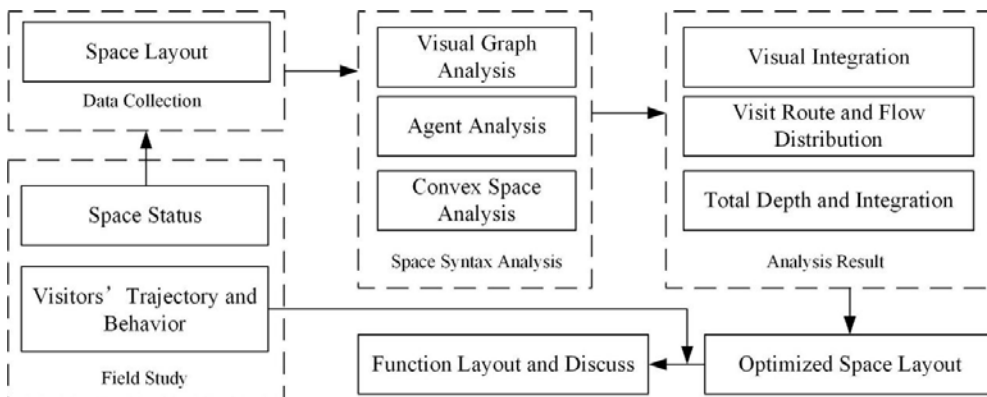 Space Layout
Data Collection
Space Status
Visitors’ Trajectory and
Behavior
Field Study
Visual Graph
Analysis
Agent Analysis
Convex Space
Analysis
Space Syntax Analysis
Visual Integration
Visit Route and Flow
Distribution
Total Depth and Integration
Analysis Result
Function Layout and Discuss
Optimized Space Layout